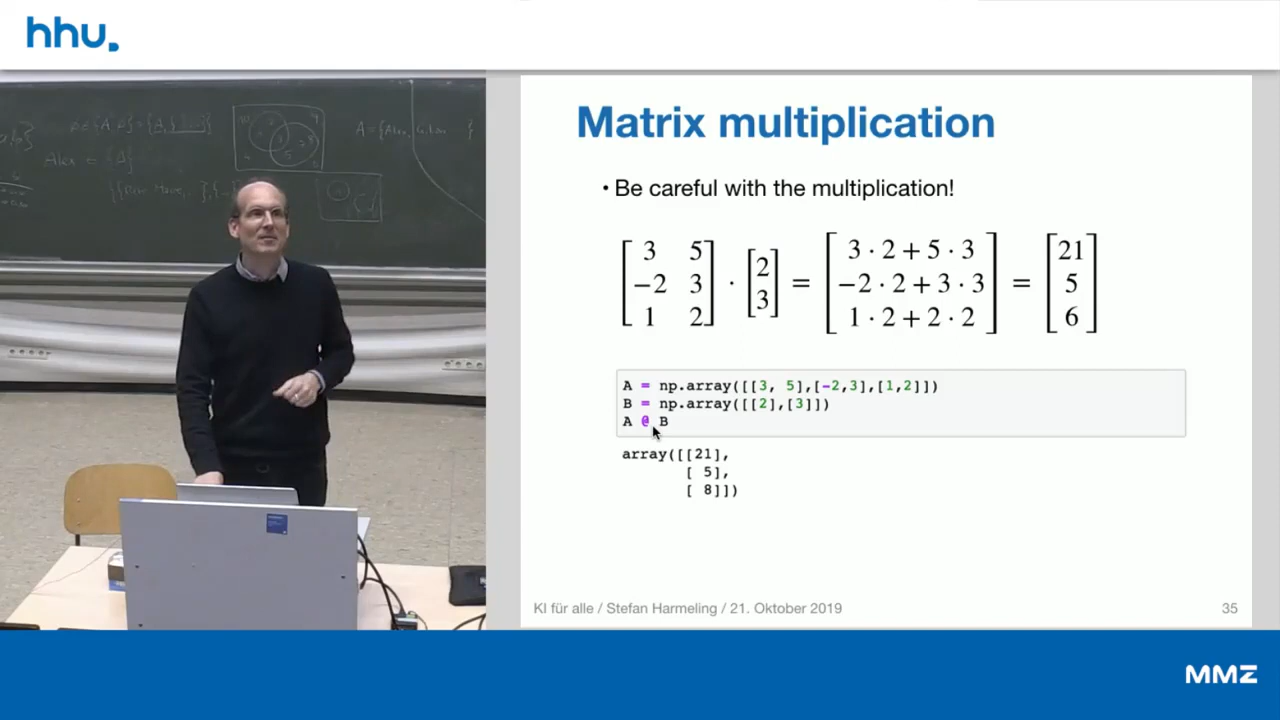 hhu.
Matrix multiplication
• Be careful with the multiplication!
[3 5; −2 3; 1 2] · [2; 3] = [3 · 2 + 5 · 3; −2 · 2 + 3 · 3; 1 · 2 + 2 · 2] = [21; 5; 6]
A = np.array([[3, 5],[-2,3],[1,2]])
B = np.array([[2],[3]])
A @ B
array([[21],
[ 5],
[ 8]])
KI für alle / Stefan Harmeling / 21. Oktober 2019
35
MMZ